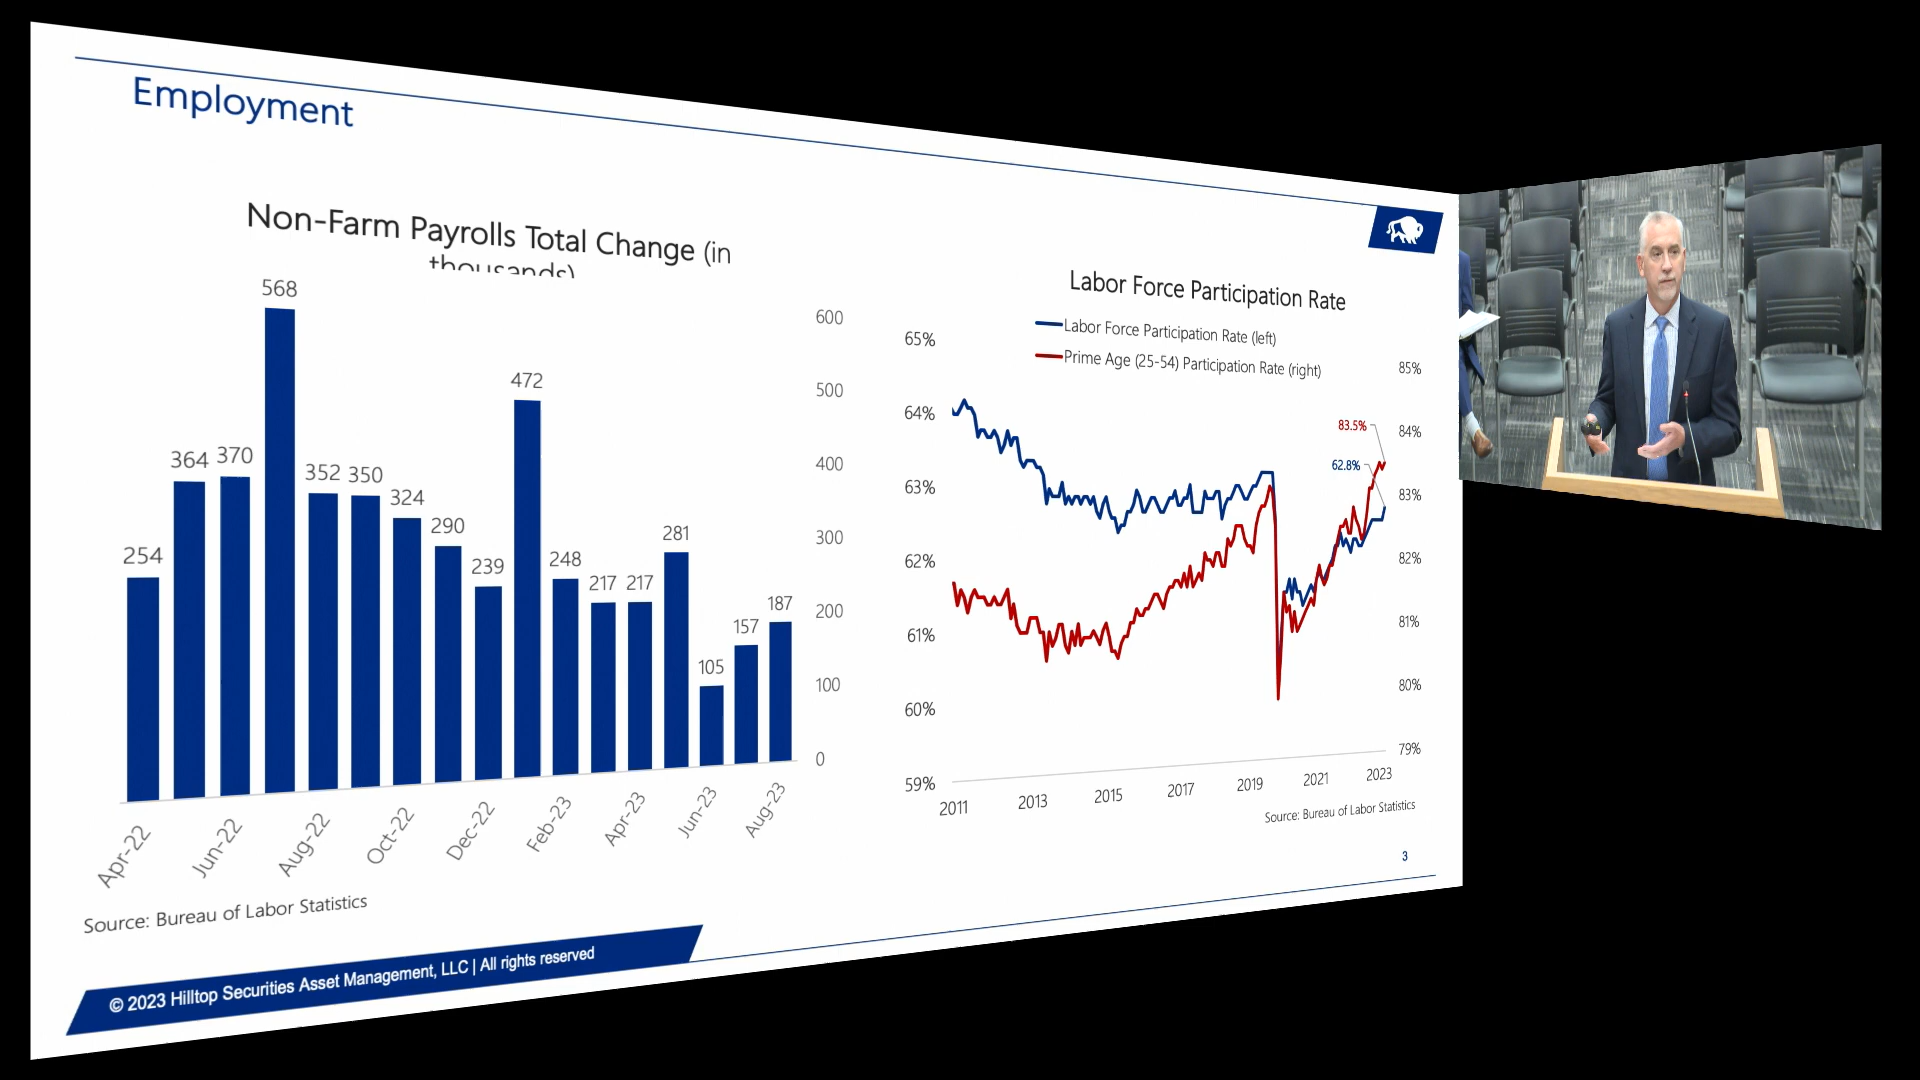 Employment
Non-Farm Payrolls Total Change (in
thousands)
568
472
364
370
352
350
324
290
281
254
239
248
217
217
187
157
105
600
500
400
300
200
100
0
Apr-22
Jun-22
Aug-22
Oct-22
Dec-22
Feb-23
Apr-23
Jun-23
Aug-23
Source: Bureau of Labor Statistics
Labor Force Participation Rate
Labor Force Participation Rate (left)
Prime Age (25-54) Participation Rate (right)
65%
64%
63%
62%
61%
60%
59%
83.5%
62.8%
85%
84%
83%
82%
81%
80%
79%
2011
2013
2015
2017
2019
2021
2023
Source: Bureau of Labor Statistics
3
© 2023 Hilltop Securities Asset Management, LLC | All rights reserved